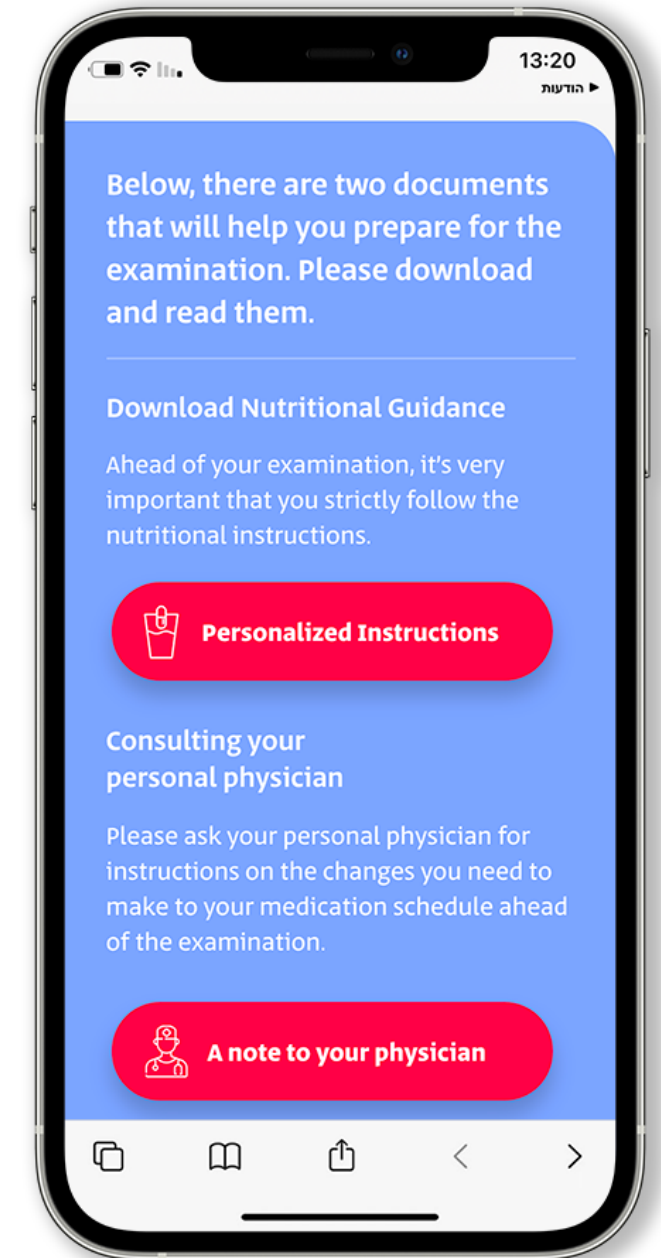 13:20
הודעות ◀
Below, there are two documents
that will help you prepare for the
examination. Please download
and read them.
Download Nutritional Guidance
Ahead of your examination, it's very
important that you strictly follow the
nutritional instructions.
Personalized Instructions
Consulting your
personal physician
Please ask your personal physician for
instructions on the changes you need to
make to your medication schedule ahead
of the examination.
A note to your physician